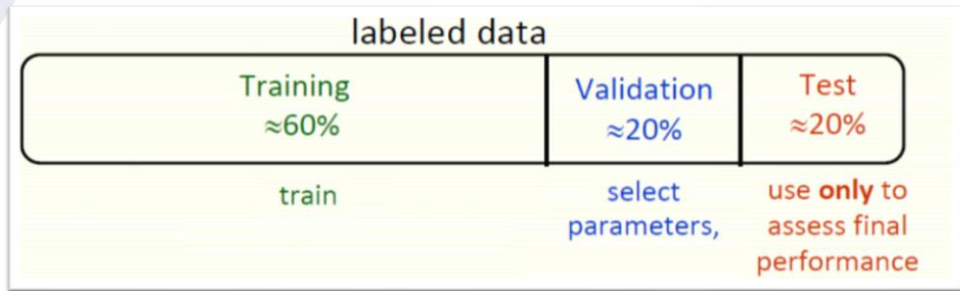 labeled data
Training
≈60%
Validation
≈20%
Test
≈20%
train
select
parameters,
use only to
assess final
performance